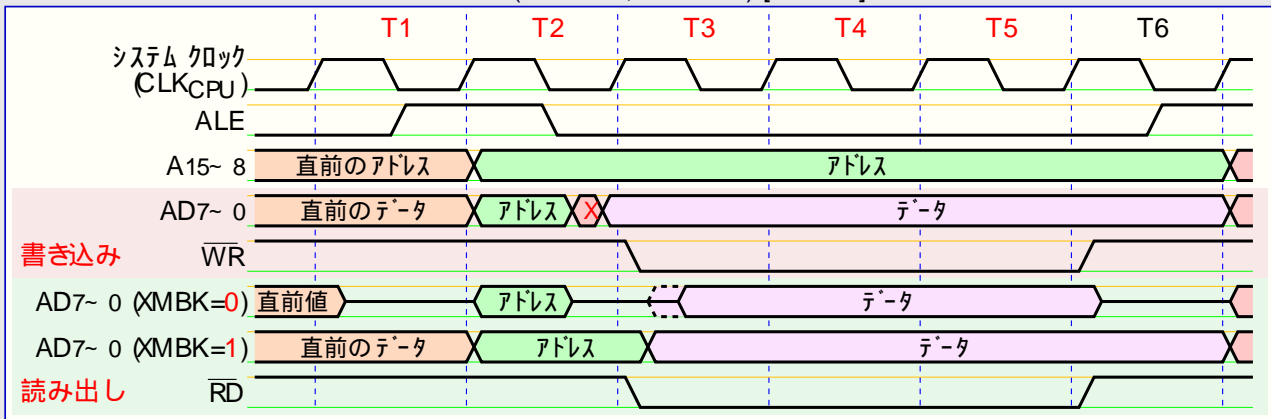 T1 T2 T3 T4 T5 T6
ｼｽﾃﾑ ｸﾛｯｸ
(CLKCPU)
ALE
A15~ 8 直前のｱﾄﾞﾚｽ ｱﾄﾞﾚｽ
AD7~ 0 直前のﾃﾞｰﾀ ｱﾄﾞﾚｽ X ﾃﾞｰﾀ
書き込み WR
AD7~ 0 (XMBK=0) 直前値 ｱﾄﾞﾚｽ ﾃﾞｰﾀ
AD7~ 0 (XMBK=1) 直前のﾃﾞｰﾀ ｱﾄﾞﾚｽ ﾃﾞｰﾀ
読み出し RD